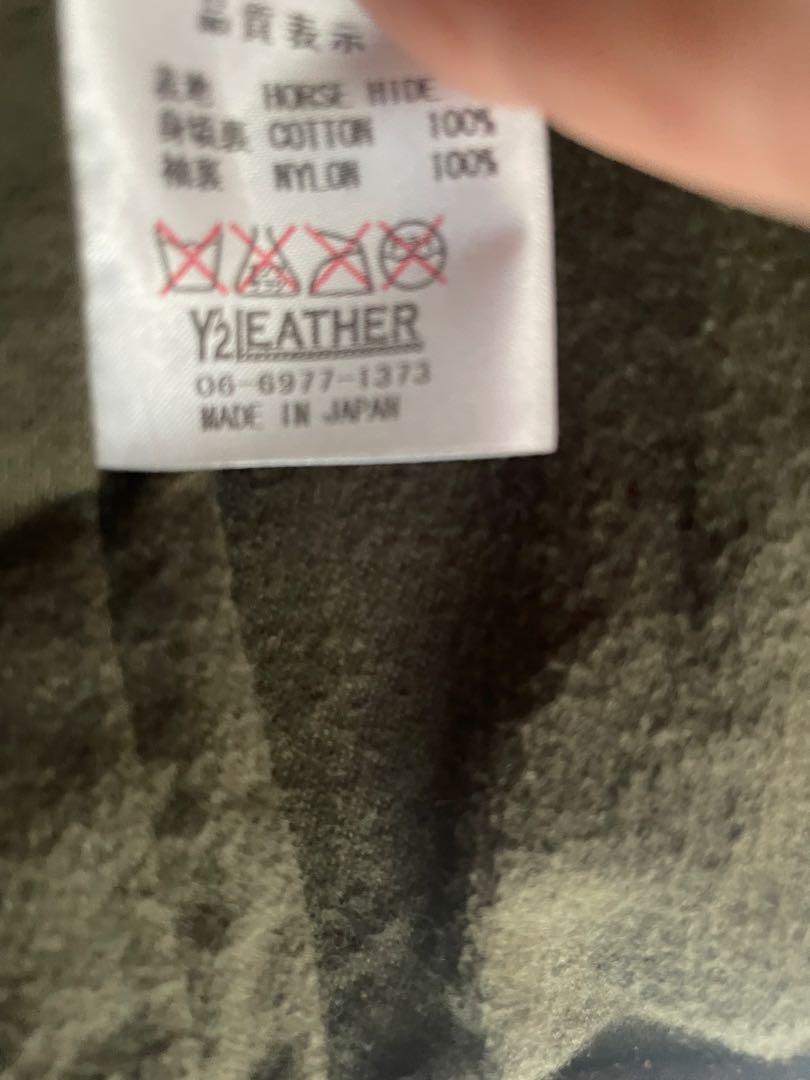 品質表示
表地 HORSE HIDE
身頃裏 COTTON 100%
袖裏 NYLON 100%
Y2LEATHER
06-6977-1373
MADE IN JAPAN